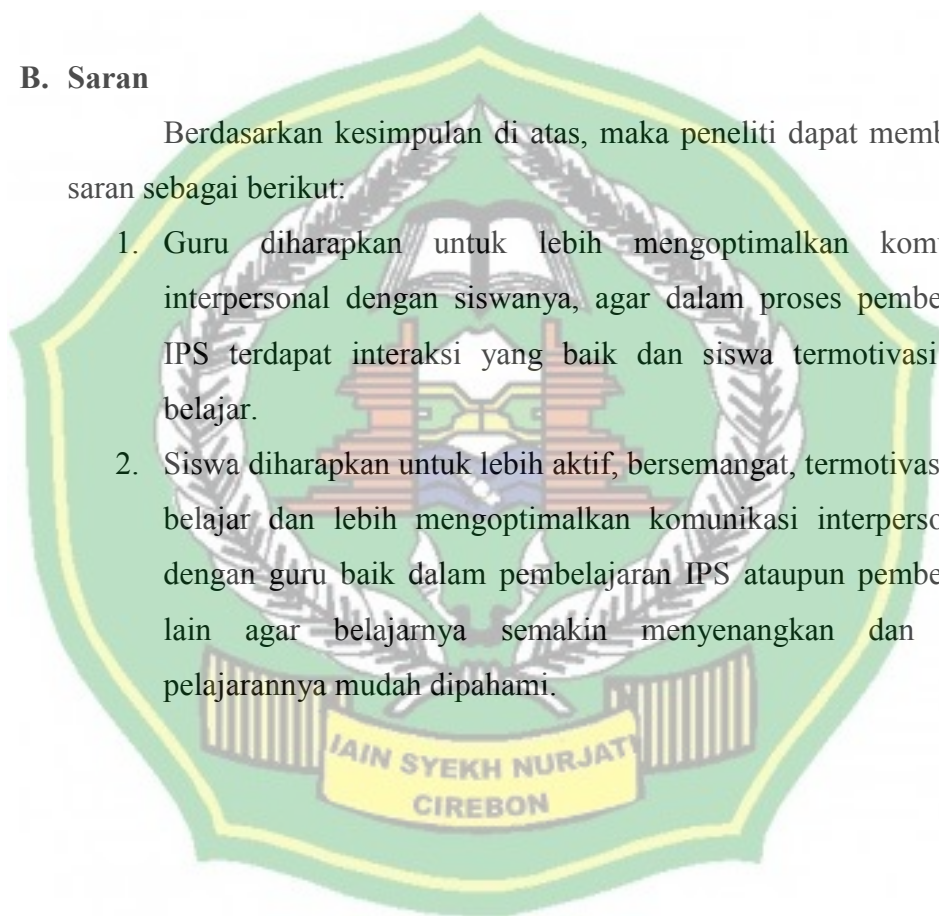 B. Saran
Berdasarkan kesimpulan di atas, maka peneliti dapat memb
saran sebagai berikut:
1. Guru diharapkan untuk lebih mengoptimalkan kom
interpersonal dengan siswanya, agar dalam proses pembe
IPS terdapat interaksi yang baik dan siswa termotivasi
belajar.
2. Siswa diharapkan untuk lebih aktif, bersemangat, termotivas
belajar dan lebih mengoptimalkan komunikasi interperso
dengan guru baik dalam pembelajaran IPS ataupun pembe
lain agar belajarnya semakin menyenangkan dan
pelajarannya mudah dipahami.
IAIN SYEKH NURJATI
CIREBON